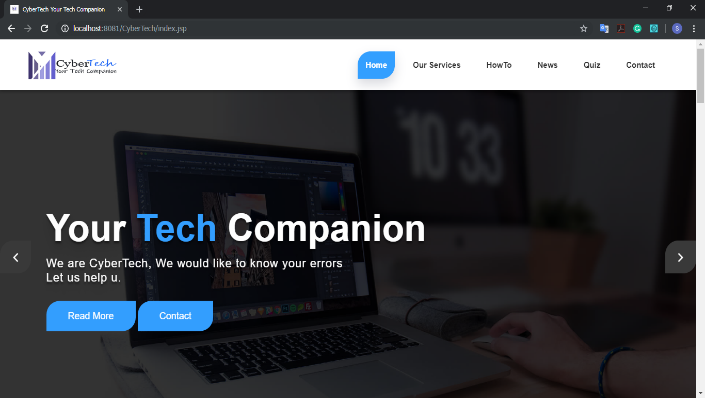 CyberTech Your Tech Companion
localhost:8081/CyberTech/index.jsp
S
CyberTech
Your Tech Companion
Home
Our Services
HowTo
News
Quiz
Contact
10 33
Your Tech Companion
We are CyberTech, We would like to know your errors
Let us help u.
Read More
Contact